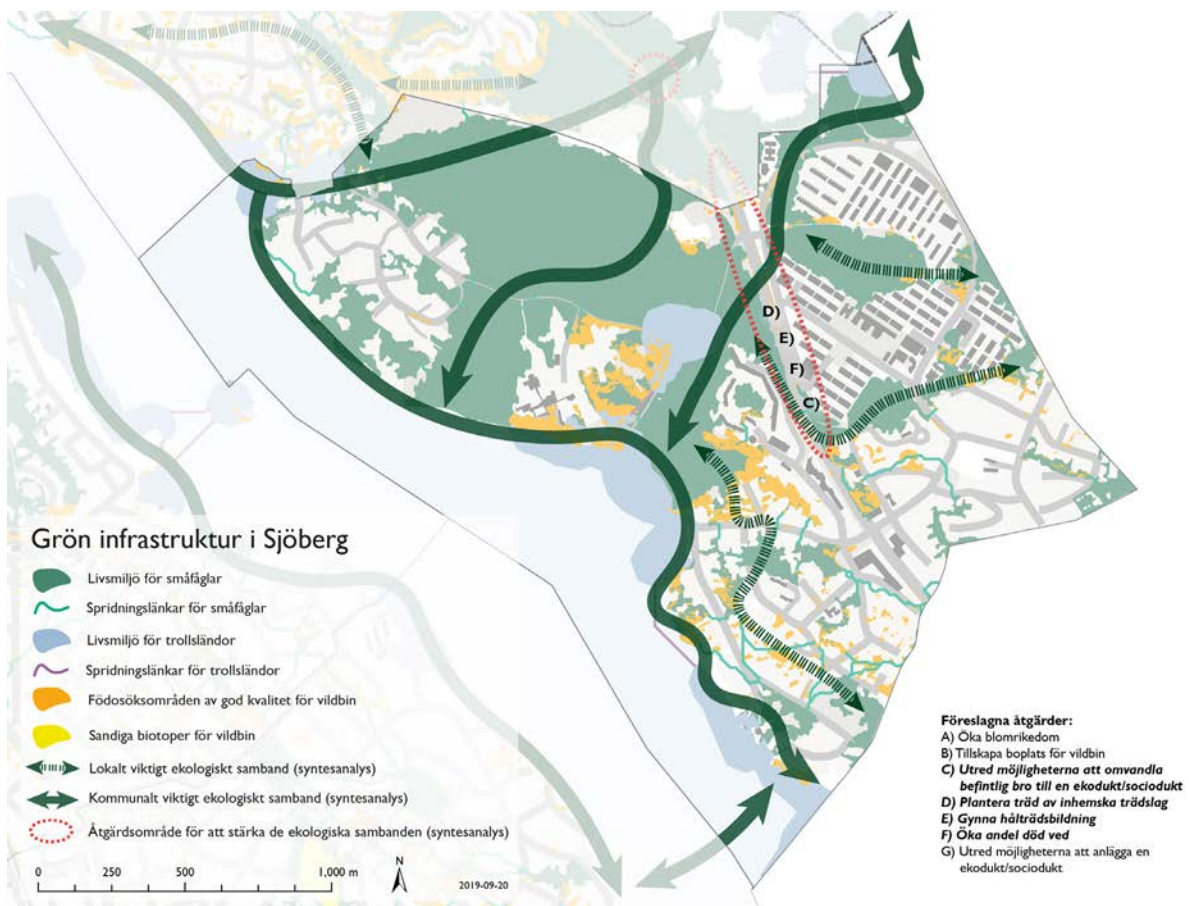 D)
E)
F)
C)
Grön infrastruktur i Sjöberg
Livsmiljö för småfåglar
Spridningslänkar för småfåglar
Livsmiljö för trollsländor
Spridningslänkar för trollsländor
Födosöksområden av god kvalitet för vildbin
Sandiga biotoper för vildbin
Lokalt viktigt ekologiskt samband (syntesanalys)
Kommunalt viktigt ekologiskt samband (syntesanalys)
Åtgärdsområde för att stärka de ekologiska sambanden (syntesanalys)
0 250 500 1,000 m
N
2019-09-20
Föreslagna åtgärder:
A) Öka blomrikedom
B) Tillskapa boplats för vildbin
C) Utred möjligheterna att omvandla
befintlig bro till en ekodukt/sociodukt
D) Plantera träd av inhemska trädslag
E) Gynna hålträdsbildning
F) Öka andel död ved
G) Utred möjligheterna att anlägga en
ekodukt/sociodukt